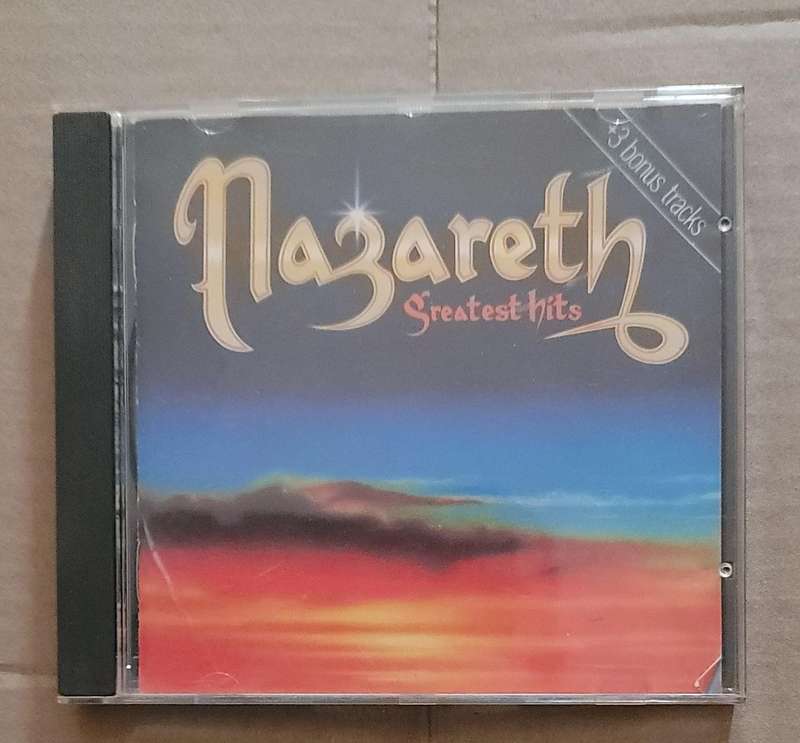 +3 bonus tracks
Nazareth
Greatest hits